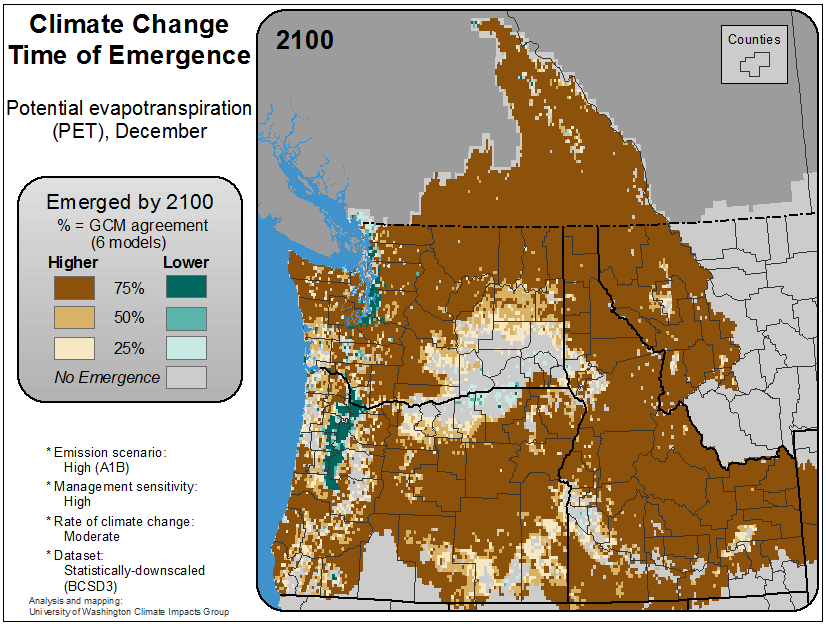 Climate Change
Time of Emergence
Potential evapotranspiration
(PET), December
Emerged by 2100
% = GCM agreement
(6 models)
Higher Lower
75%
50%
25%
No Emergence
* Emission scenario:
High (A1B)
* Management sensitivity:
High
* Rate of climate change:
Moderate
* Dataset:
Statistically-downscaled
(BCSD3)
Analysis and mapping:
University of Washington Climate Impacts Group
2100
Counties